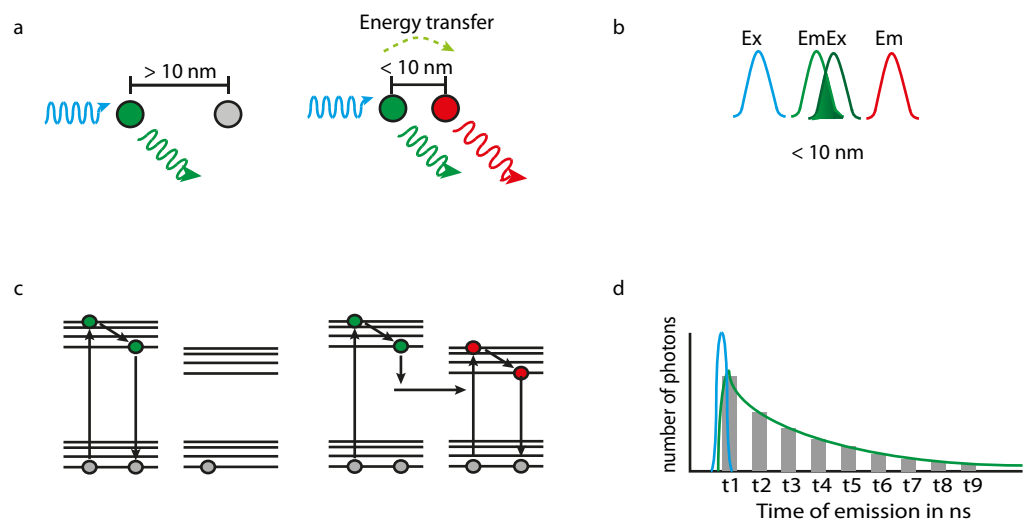 a
Energy transfer
> 10 nm
< 10 nm
b
Ex
EmEx
Em
< 10 nm
c
d
number of photons
t1 t2 t3 t4 t5 t6 t7 t8 t9
Time of emission in ns